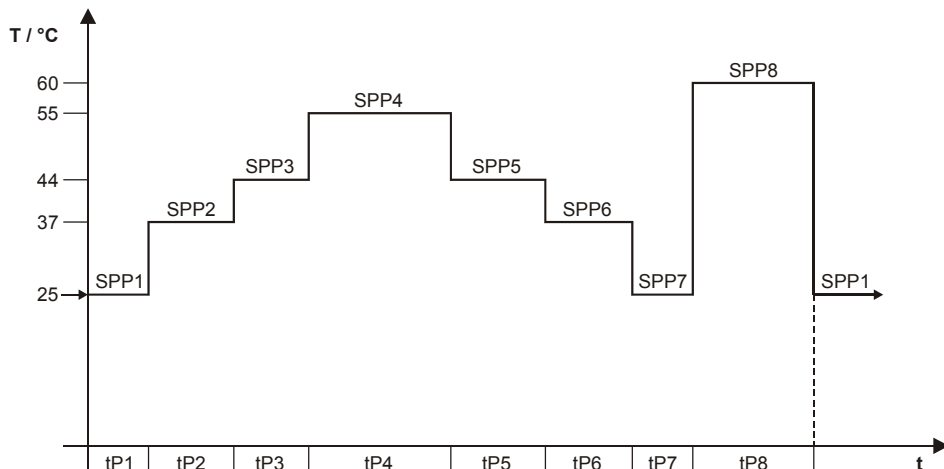 T / °C
60
55
44
37
25
SPP1
SPP2
SPP3
SPP4
SPP5
SPP6
SPP7
SPP8
SPP1
tP1 tP2 tP3 tP4 tP5 tP6 tP7 tP8 t